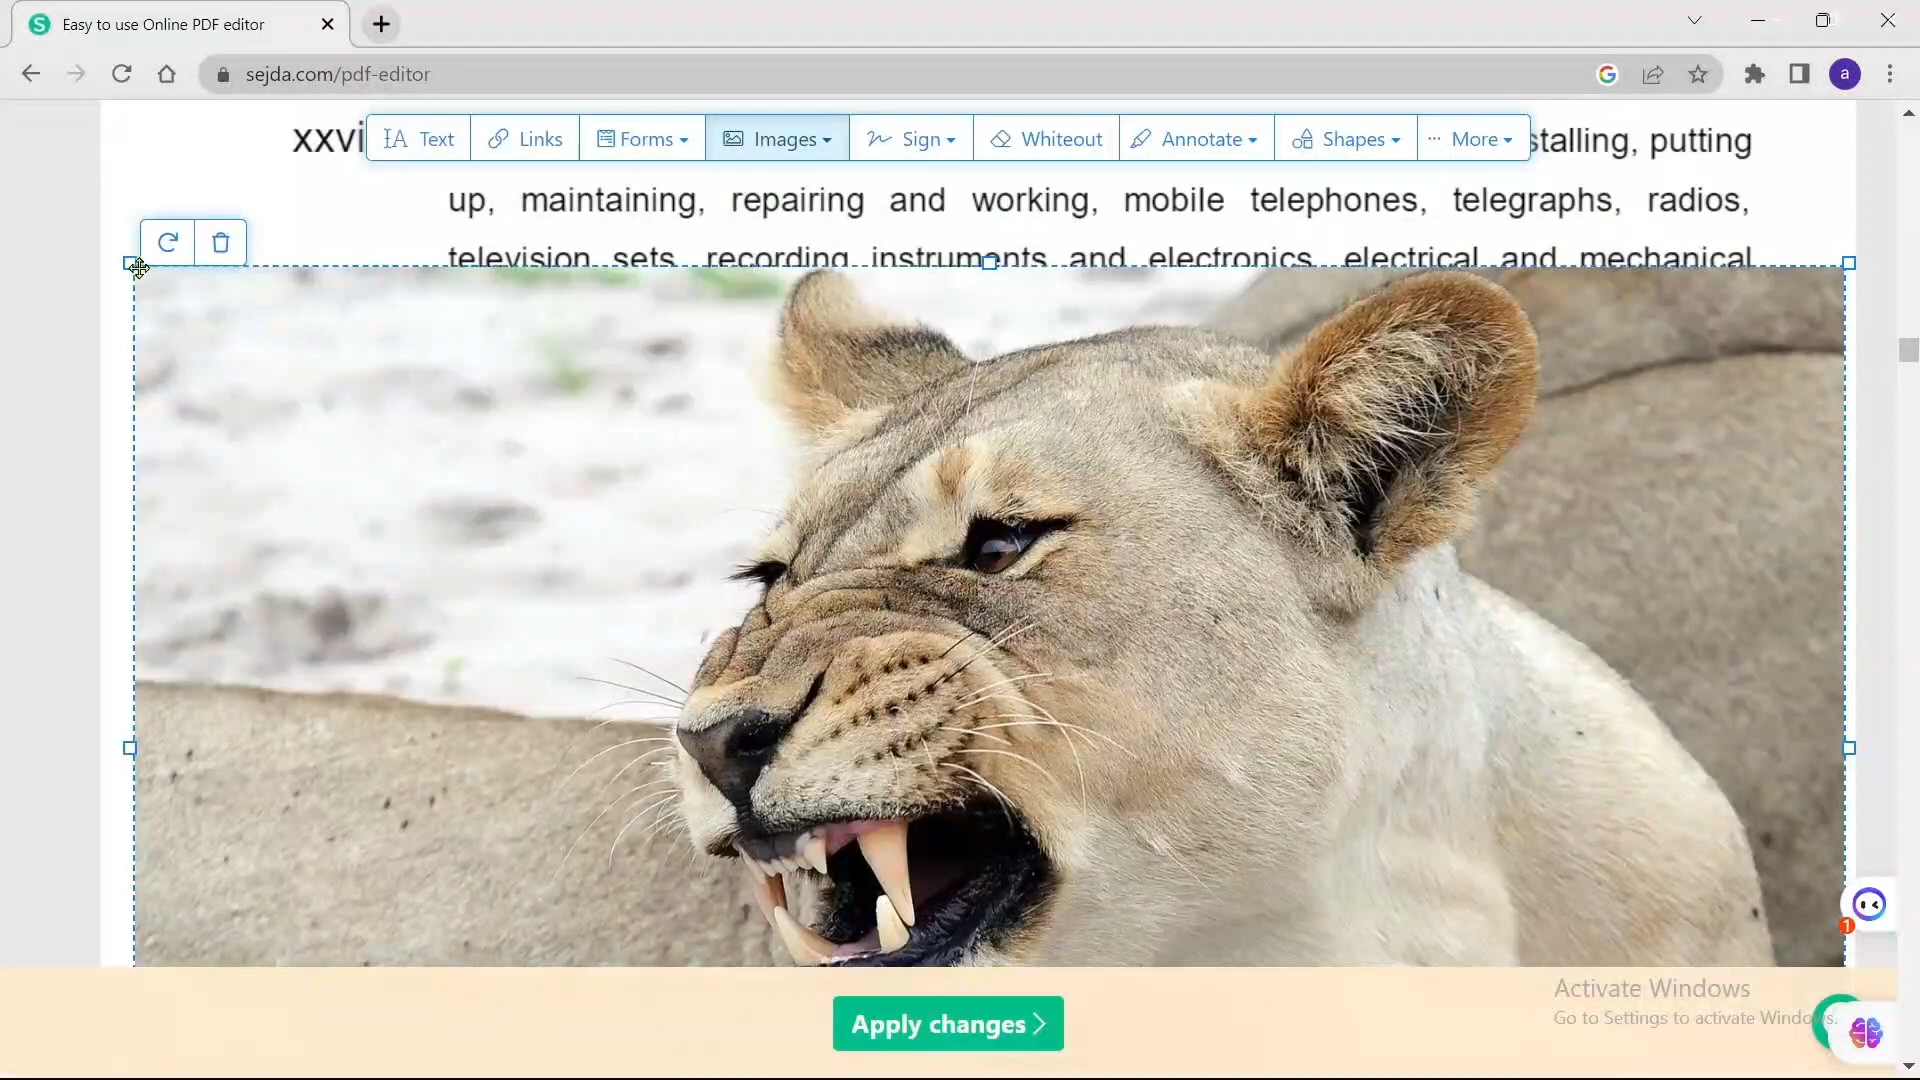 Easy to use Online PDF editor
sejda.com/pdf-editor
a
xxvi
Text
Links
Forms
Images
Sign
Whiteout
Annotate
Shapes
More
stalling, putting
up, maintaining, repairing and working, mobile telephones, telegraphs, radios,
television sets, recording instruments and electronics, electrical and mechanical
1
Apply changes
Activate Windows
Go to Settings to activate Windows.